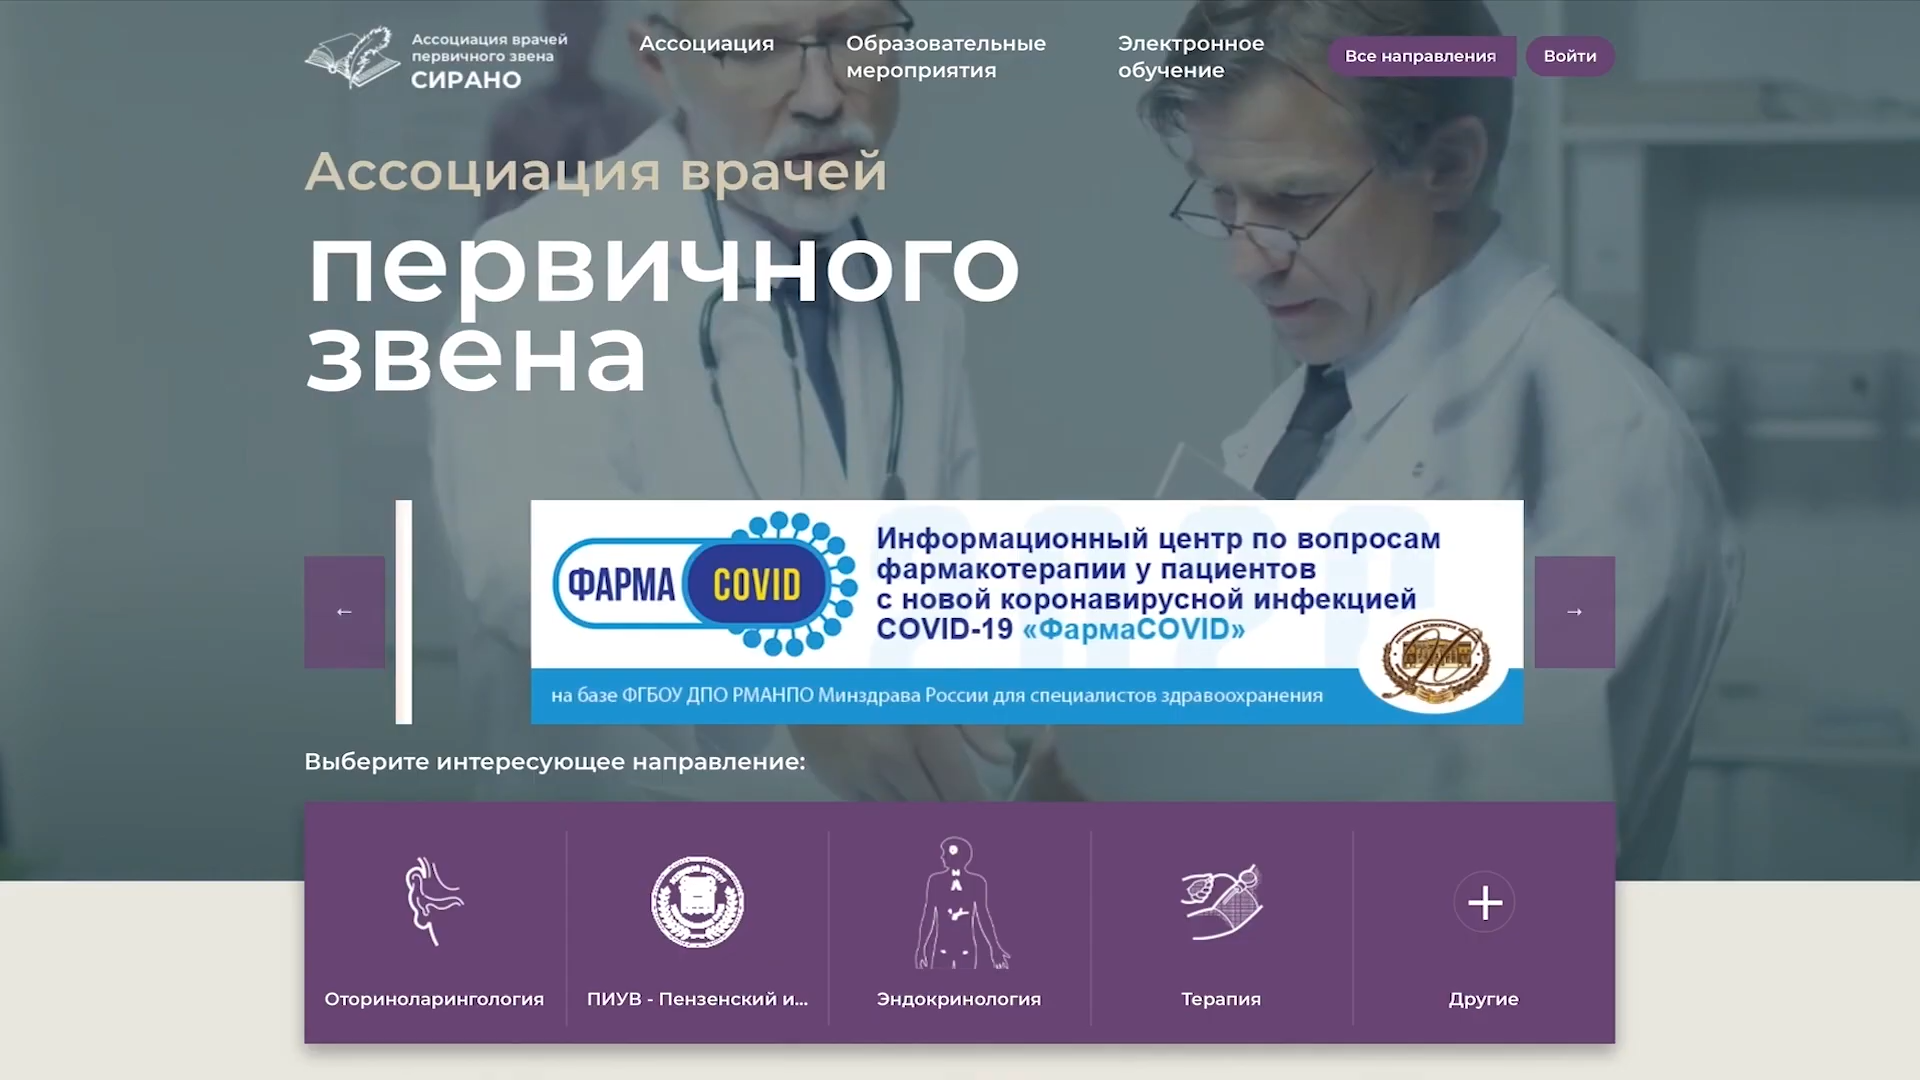 Ассоциация врачей
первичного звена
СИРАНО
Ассоциация
Образовательные
мероприятия
Электронное
обучение
Все направления
Войти
Ассоциация врачей
первичного
звена
ФАРМА COVID
Информационный центр по вопросам
фармакотерапии у пациентов
с новой коронавирусной инфекцией
COVID-19 «ФармаCOVID»
на базе ФГБОУ ДПО РМАНПО Минздрава России для специалистов здравоохранения
←
→
Выберите интересующее направление:
Оториноларингология
ПИУВ - Пензенский и...
Эндокринология
Терапия
Другие